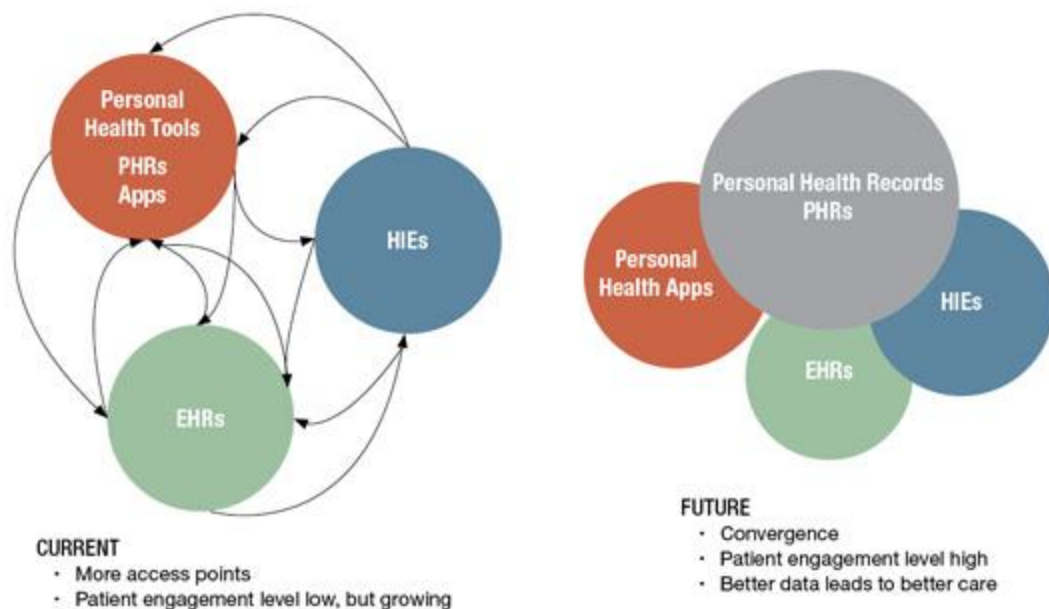 Personal
Health Tools
PHRs
Apps
HIEs
EHRs
CURRENT
· More access points
· Patient engagement level low, but growing
Personal Health Records
PHRs
Personal
Health Apps
HIEs
EHRs
FUTURE
· Convergence
· Patient engagement level high
· Better data leads to better care